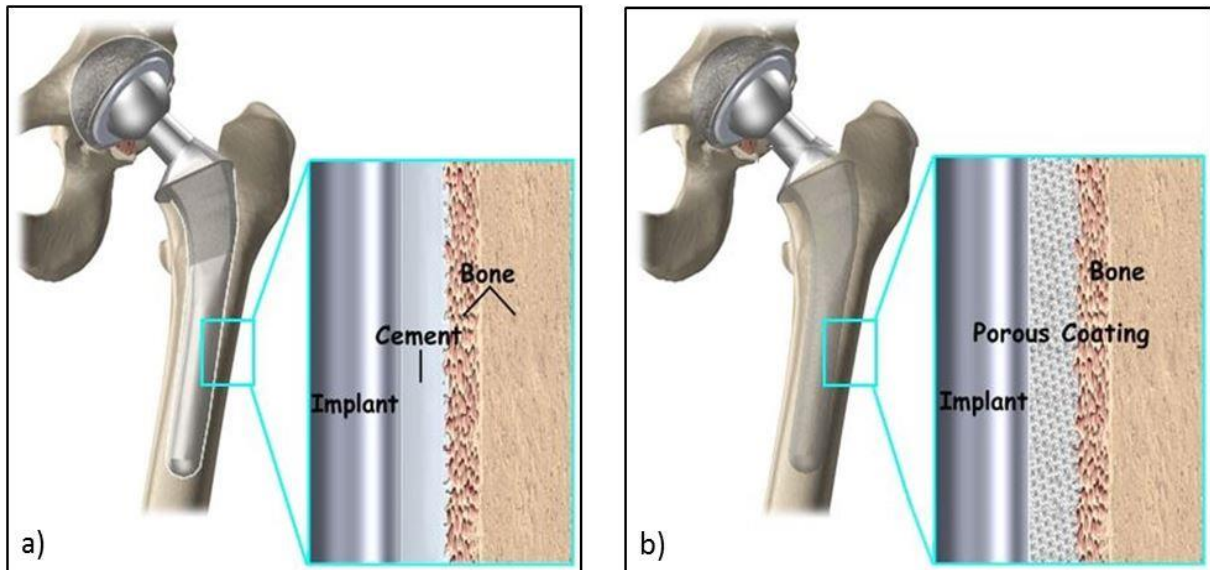 Bone
Cement
Implant
a)
Bone
Porous Coating
Implant
b)